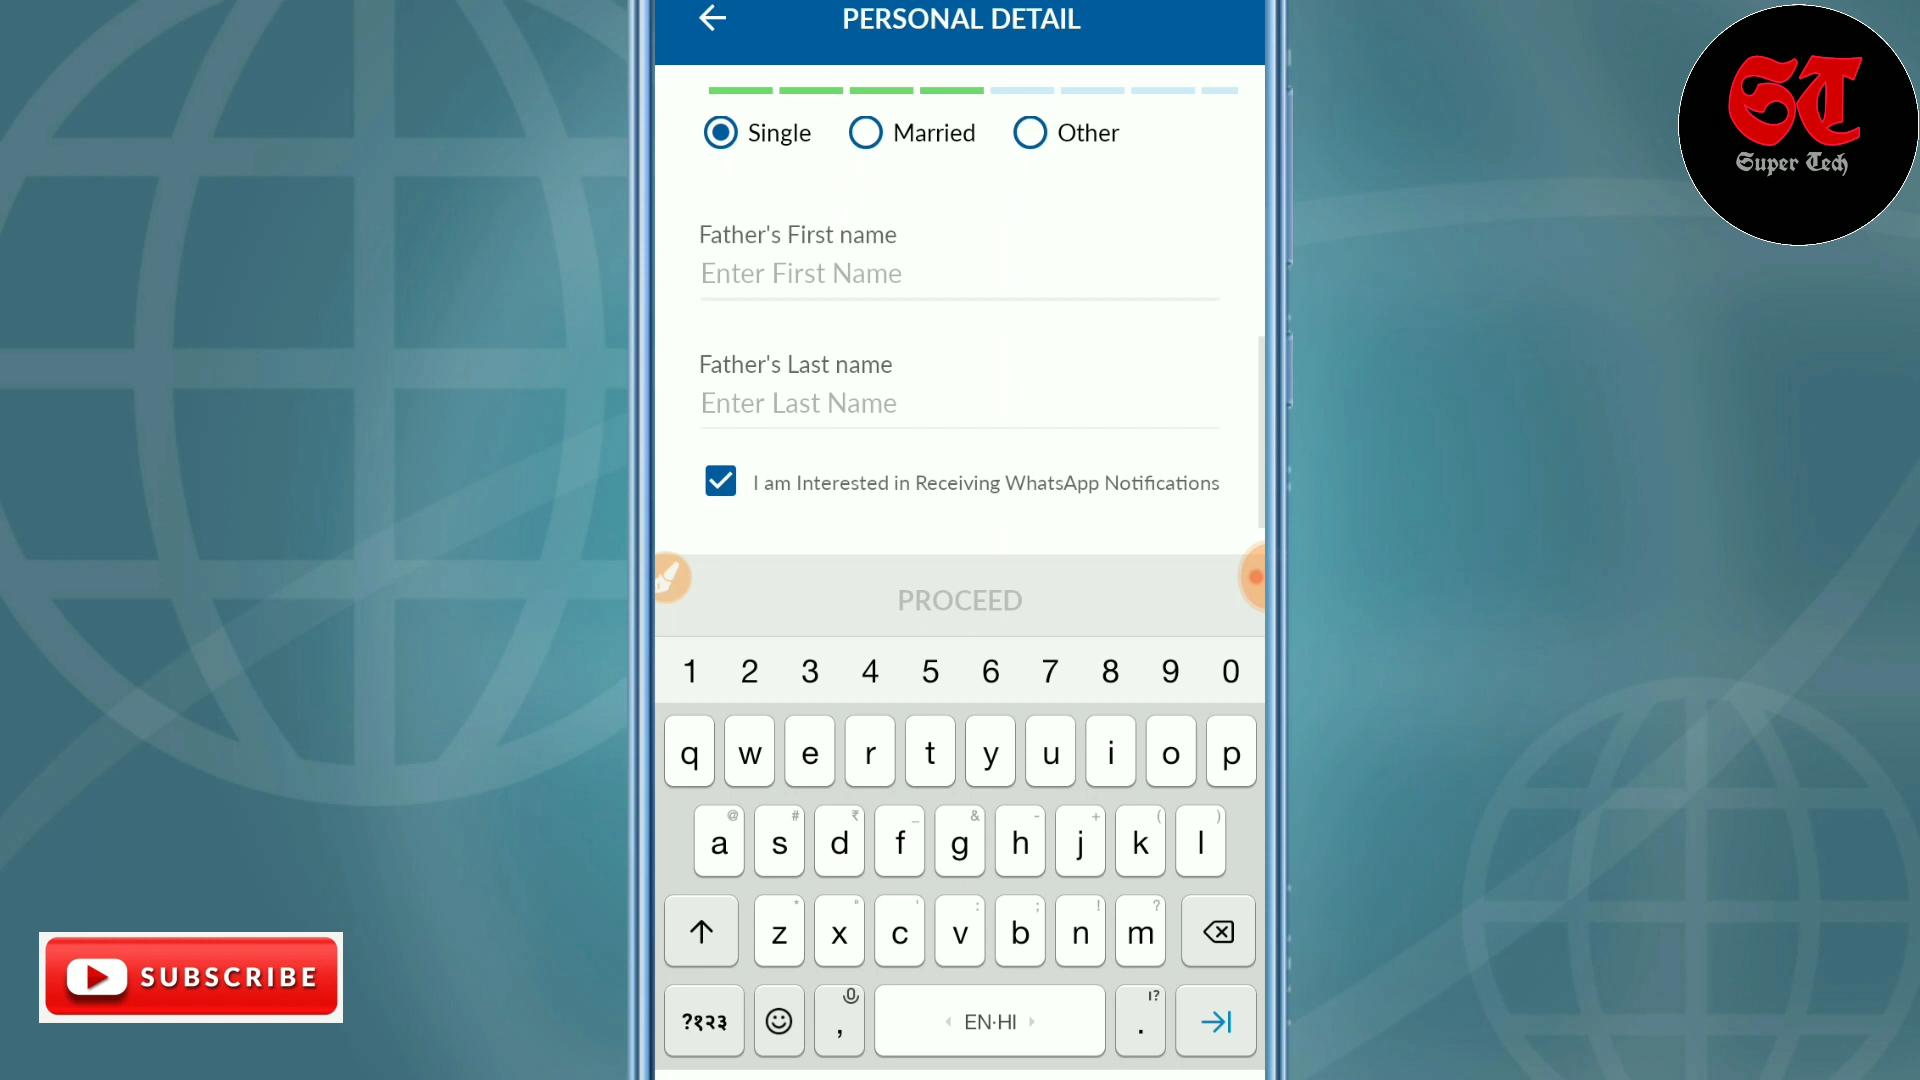 PERSONAL DETAIL
ST
Super Tech
Single Married Other
Father's First name
Enter First Name
Father's Last name
Enter Last Name
I am Interested in Receiving WhatsApp Notifications
PROCEED
1 2 3 4 5 6 7 8 9 0
q w e r t y u i o p
@ # ₹ _ & - + ( )
a s d f g h j k l
* " ' : ; ! ?
z x c v b n m
?१२३ , EN·HI . ı?
SUBSCRIBE